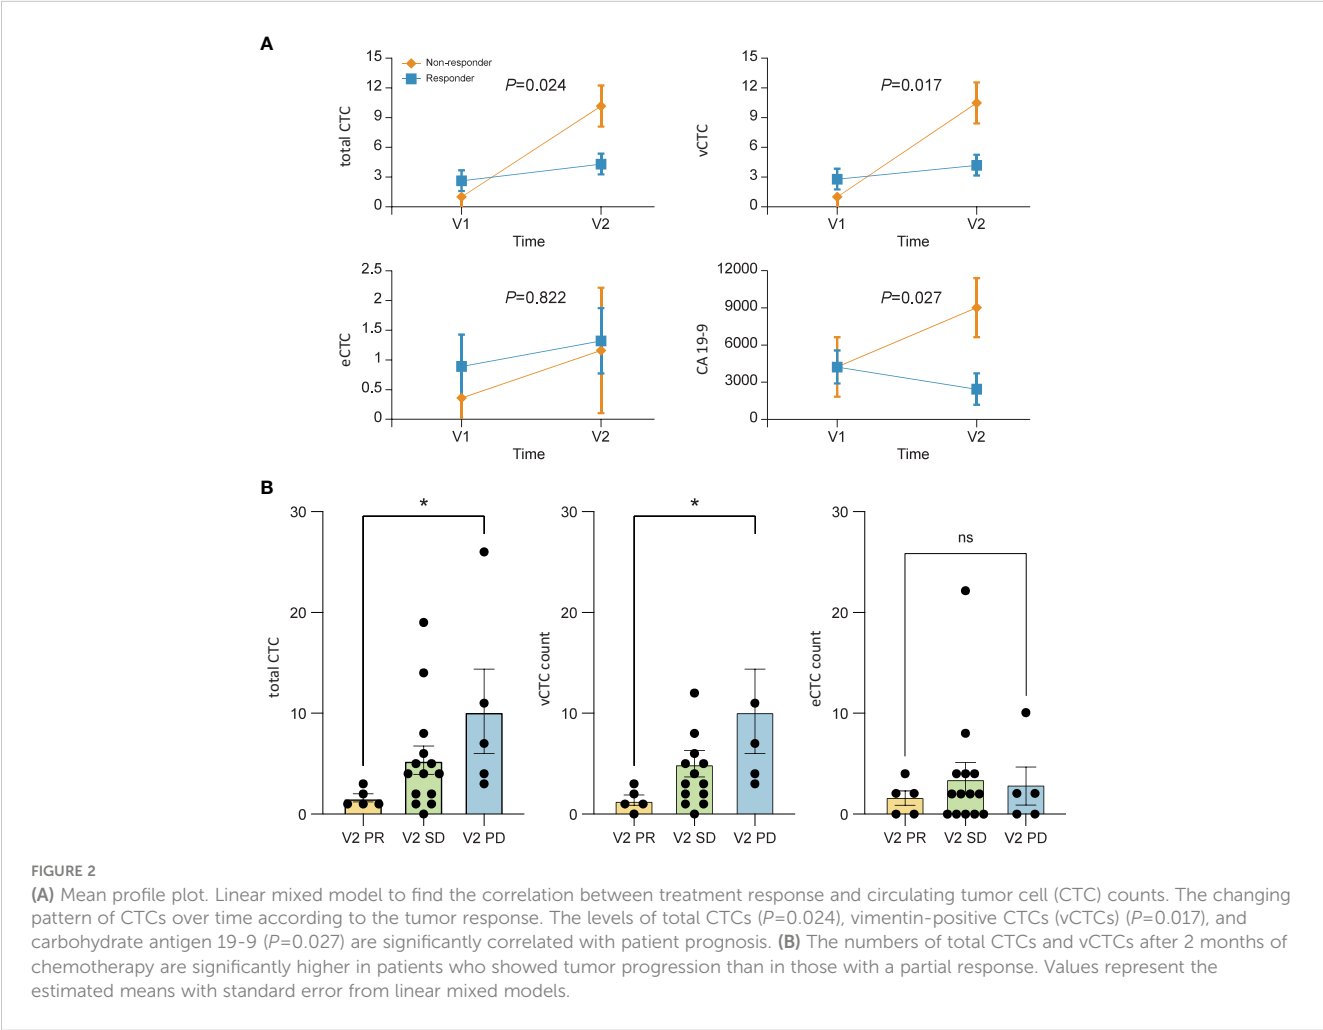 A
15
12
9
6
3
0
total CTC
Non-responder
Responder
P=0.024
V1
V2
Time
15
12
9
6
3
0
vCTC
P=0.017
V1
V2
Time
2.5
2
1.5
1
0.5
0
eCTC
P=0.822
V1
V2
Time
12000
9000
6000
3000
0
CA 19-9
P=0.027
V1
V2
Time
B
30
20
10
0
total CTC
*
V2 PR
V2 SD
V2 PD
30
20
10
0
vCTC count
*
V2 PR
V2 SD
V2 PD
30
20
10
0
eCTC count
ns
V2 PR
V2 SD
V2 PD
FIGURE 2
(A) Mean profile plot. Linear mixed model to find the correlation between treatment response and circulating tumor cell (CTC) counts. The changing
pattern of CTCs over time according to the tumor response. The levels of total CTCs (P=0.024), vimentin-positive CTCs (vCTCs) (P=0.017), and
carbohydrate antigen 19-9 (P=0.027) are significantly correlated with patient prognosis. (B) The numbers of total CTCs and vCTCs after 2 months of
chemotherapy are significantly higher in patients who showed tumor progression than in those with a partial response. Values represent the
estimated means with standard error from linear mixed models.